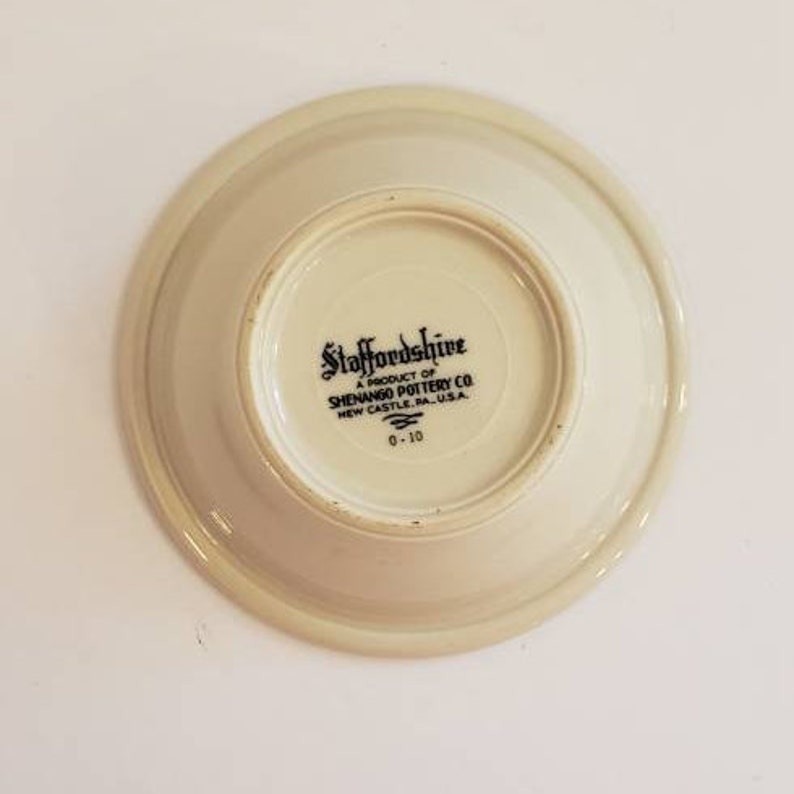 Staffordshire
A PRODUCT OF
SHENANGO POTTERY CO.
NEW CASTLE, PA., U.S.A.
0-10